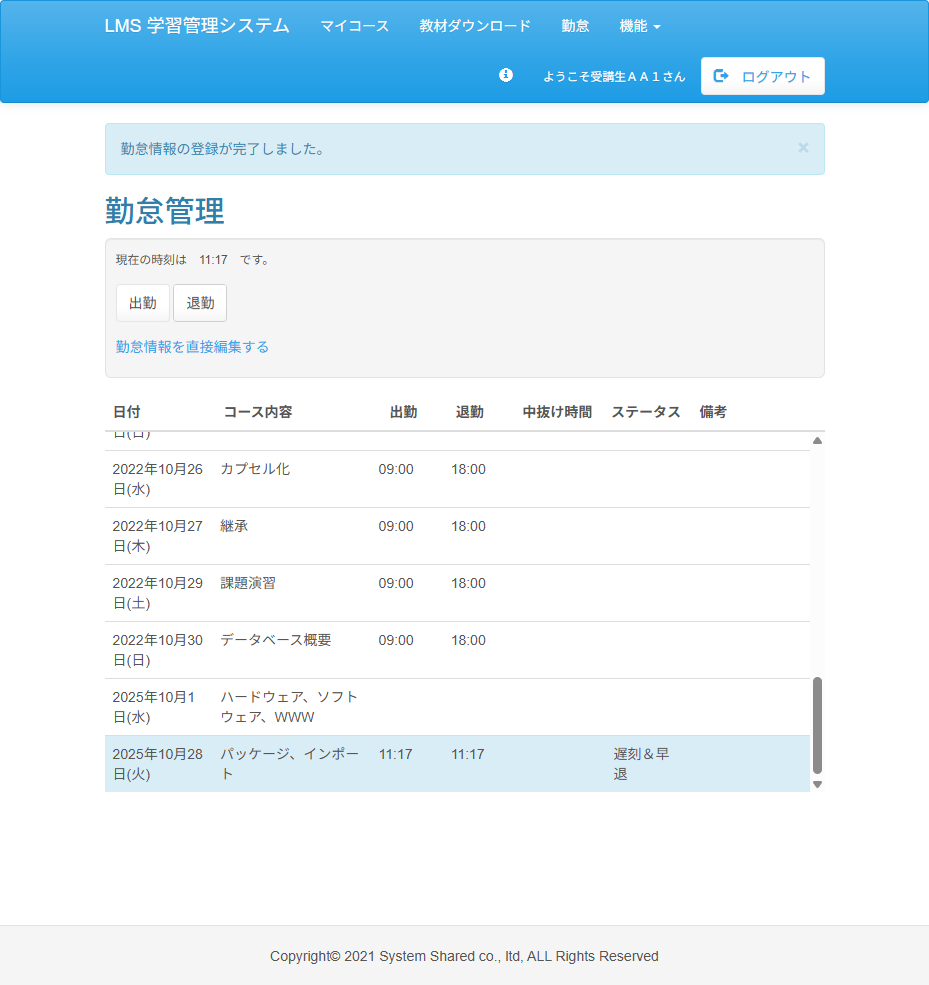 LMS 学習管理システム マイコース 教材ダウンロード 勤怠 機能
ようこそ受講生ＡＡ１さん ログアウト
勤怠情報の登録が完了しました。 ×
勤怠管理
現在の時刻は 11:17 です。
出勤 退勤
勤怠情報を直接編集する
日付 コース内容 出勤 退勤 中抜け時間 ステータス 備考
日(日)
2022年10月26 カプセル化 09:00 18:00
日(水)
2022年10月27 継承 09:00 18:00
日(木)
2022年10月29 課題演習 09:00 18:00
日(土)
2022年10月30 データベース概要 09:00 18:00
日(日)
2025年10月1 ハードウェア、ソフト
日(水) ウェア、WWW
2025年10月28 パッケージ、インポー 11:17 11:17 遅刻＆早
日(火) ト 退
Copyright© 2021 System Shared co., ltd, ALL Rights Reserved